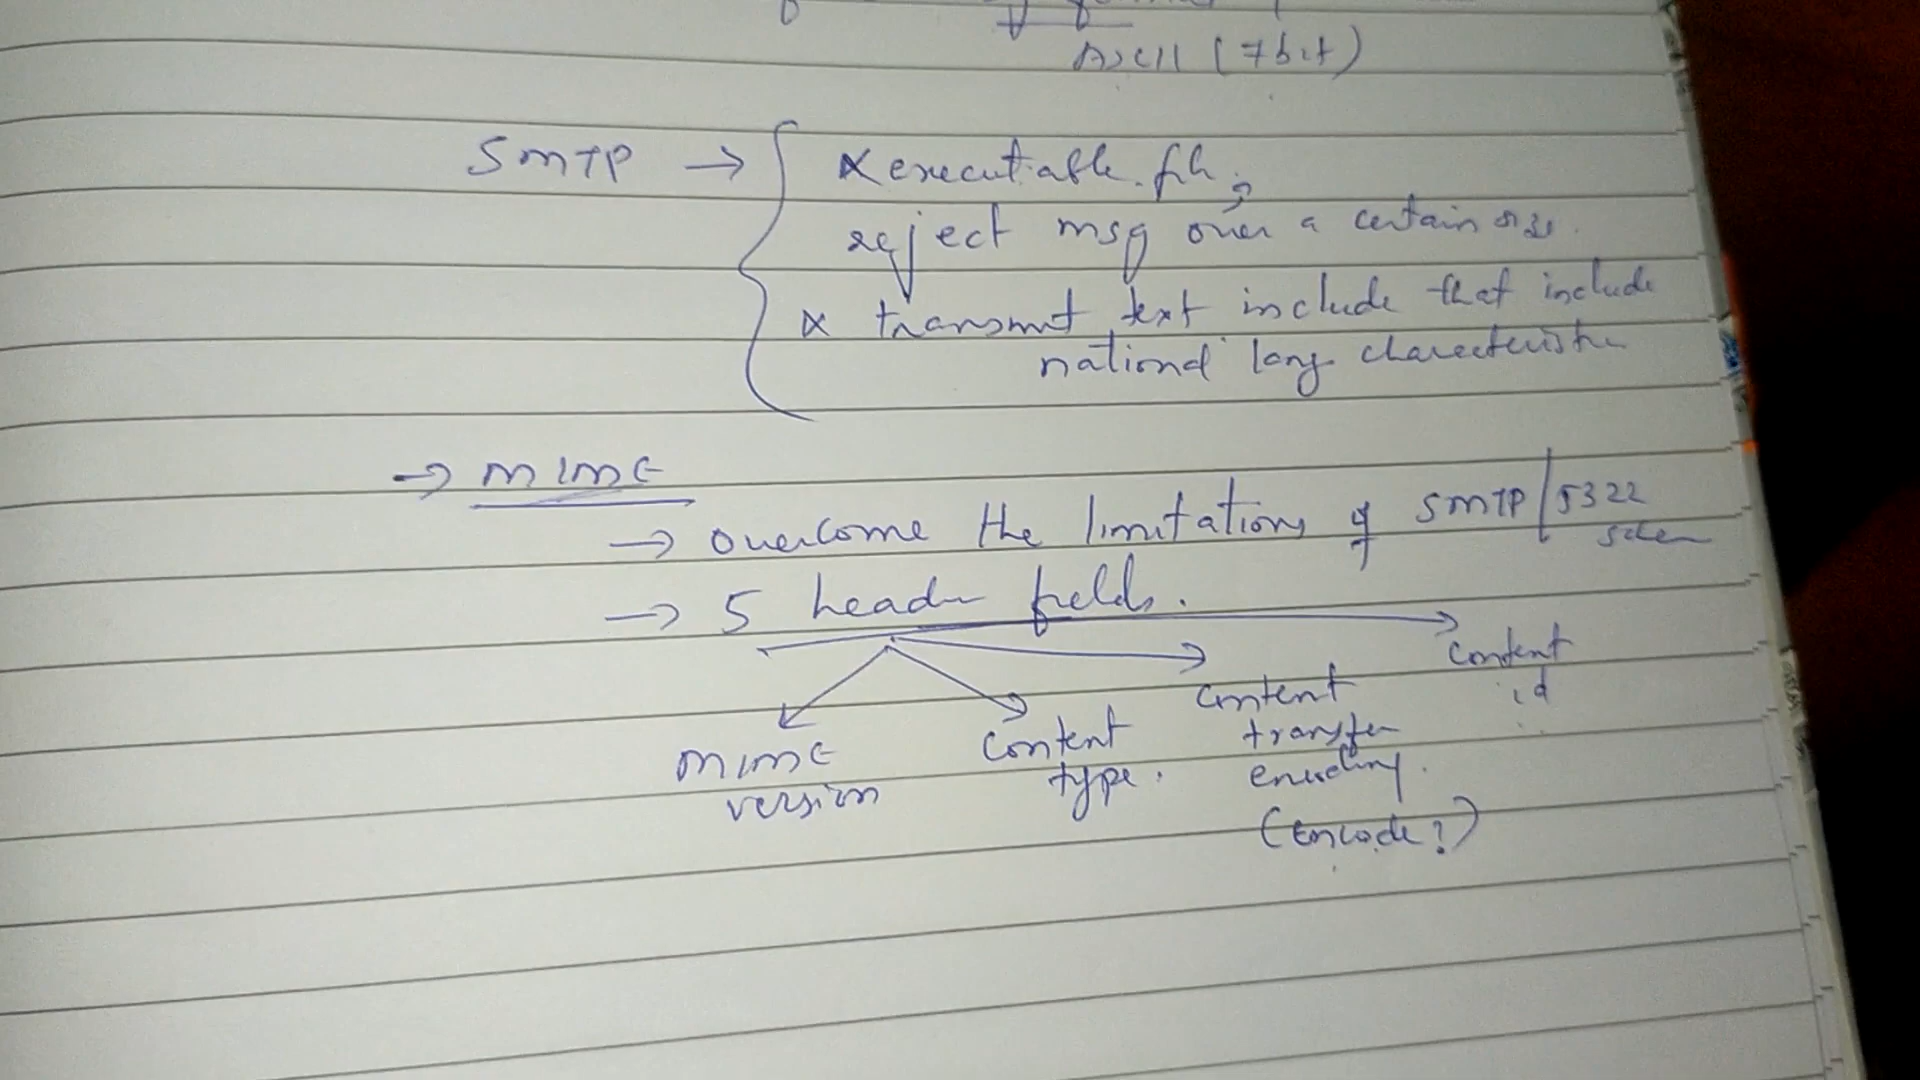 ASCII (7bit)
SMTP → x executable file,
reject msg over a certain size.
x transmit text include that include
national lang characteristic
→ MIME
→ overcome the limitations of SMTP/5322
→ 5 header fields.
MIME
version
content
type.
content
transfer
encoding.
(Encode?)
content
id